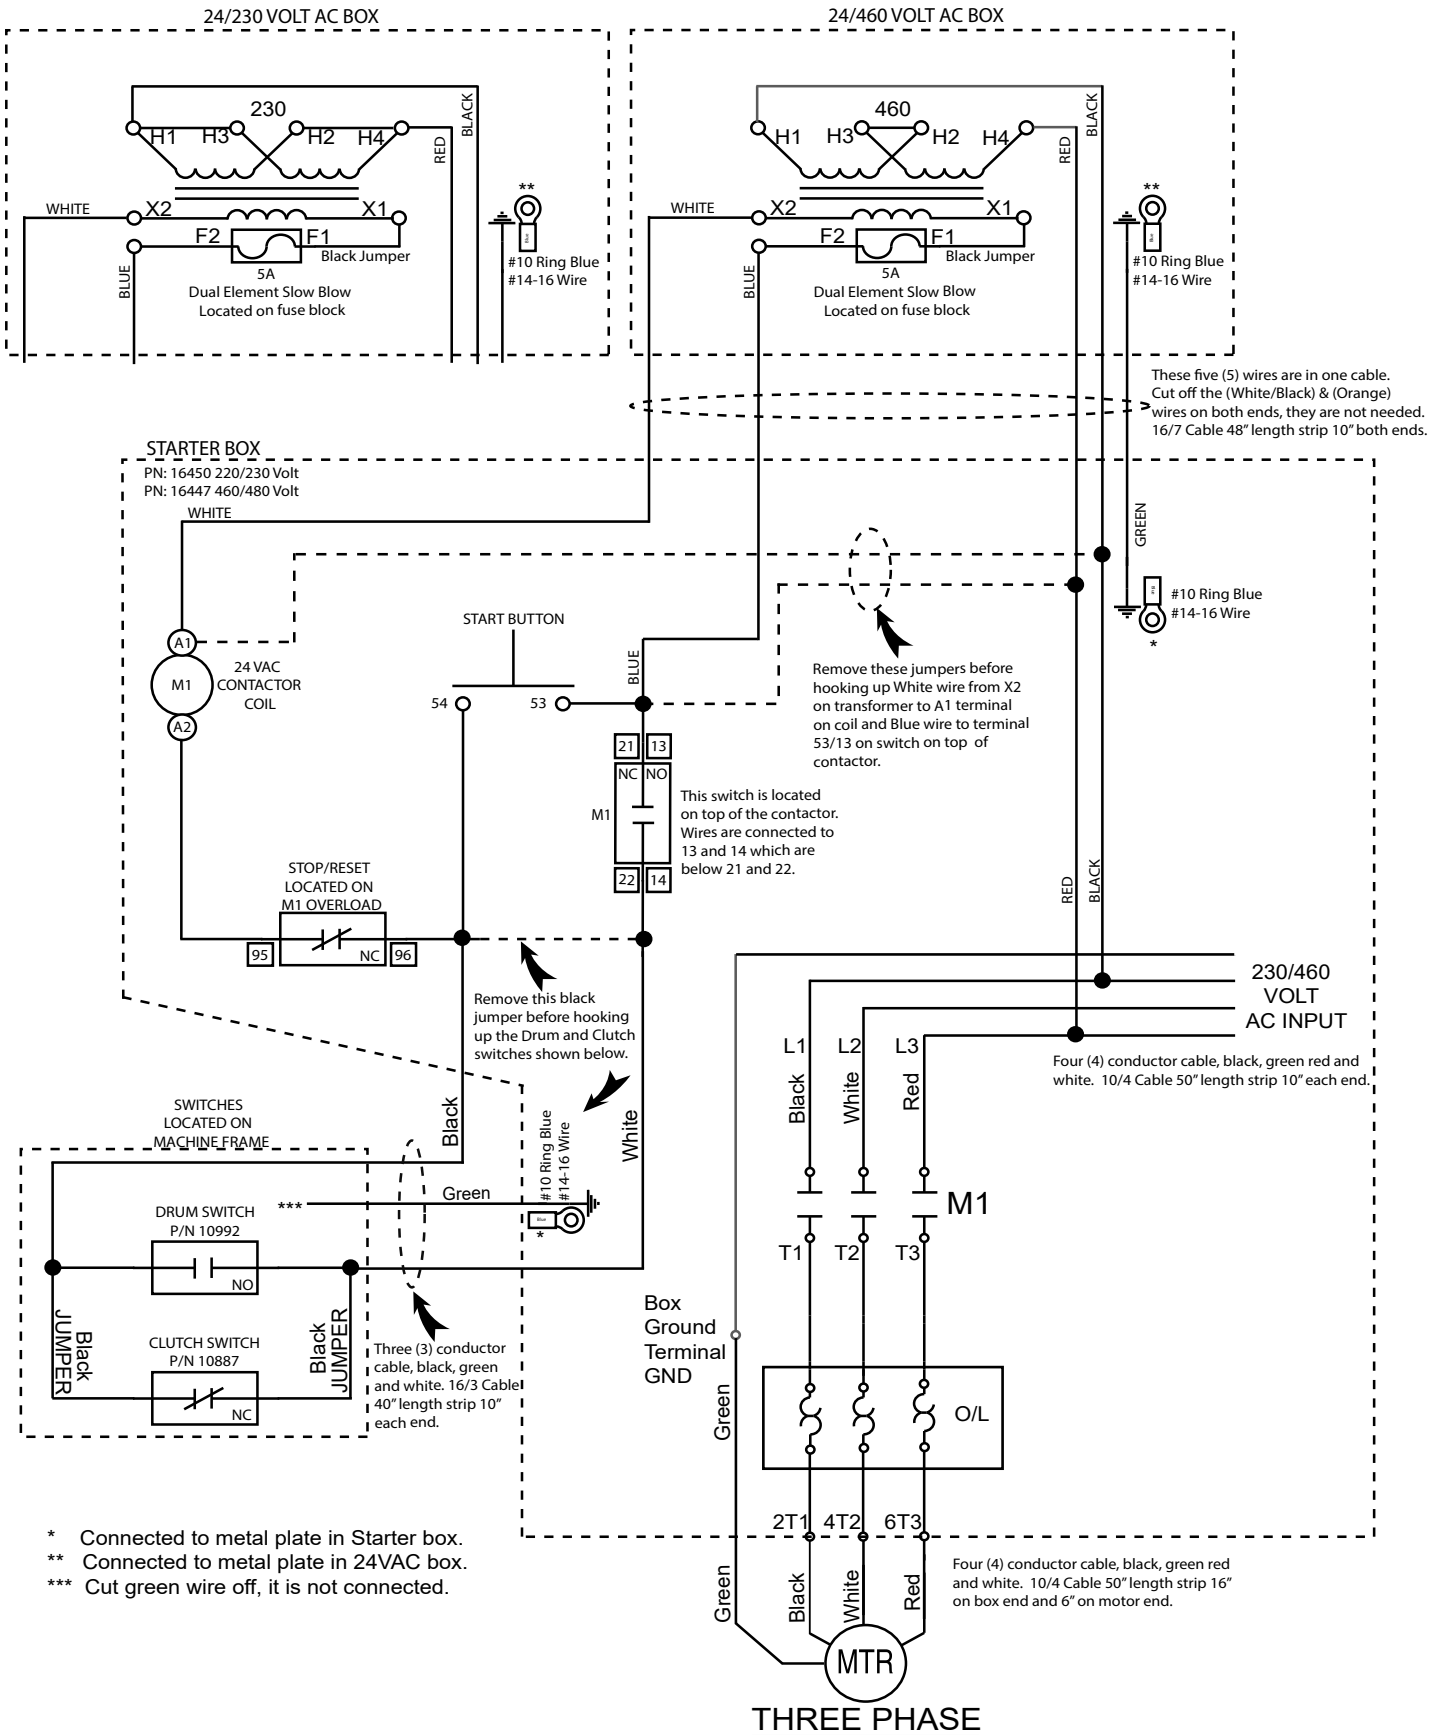 24/230 VOLT AC BOX
230
H1
H3
H2
H4
RED
BLACK
WHITE
X2
X1
F2
F1
BLUE
5A
Black Jumper
Dual Element Slow Blow
Located on fuse block
**
Blue
#10 Ring Blue
#14-16 Wire
24/460 VOLT AC BOX
460
H1
H3
H2
H4
RED
BLACK
WHITE
X2
X1
F2
F1
BLUE
5A
Black Jumper
Dual Element Slow Blow
Located on fuse block
**
Blue
#10 Ring Blue
#14-16 Wire
These five (5) wires are in one cable.
Cut off the (White/Black) & (Orange)
wires on both ends, they are not needed.
16/7 Cable 48” length strip 10” both ends.
STARTER BOX
PN: 16450 220/230 Volt
PN: 16447 460/480 Volt
WHITE
GREEN
Blue
#10 Ring Blue
#14-16 Wire
*
A1
M1
A2
24 VAC
CONTACTOR
COIL
START BUTTON
54
53
BLUE
Remove these jumpers before
hooking up White wire from X2
on transformer to A1 terminal
on coil and Blue wire to terminal
53/13 on switch on top of
contactor.
21
13
NC
NO
M1
22
14
This switch is located
on top of the contactor.
Wires are connected to
13 and 14 which are
below 21 and 22.
STOP/RESET
LOCATED ON
M1 OVERLOAD
95
NC
96
RED
BLACK
Remove this black
jumper before hooking
up the Drum and Clutch
switches shown below.
230/460
VOLT
AC INPUT
L1
L2
L3
Black
White
Red
Four (4) conductor cable, black, green red and
white. 10/4 Cable 50” length strip 10” each end.
SWITCHES
LOCATED ON
MACHINE FRAME
Black
White
#10 Ring Blue
#14-16 Wire
***
Green
Blue
*
DRUM SWITCH
P/N 10992
NO
M1
T1
T2
T3
Black
JUMPER
CLUTCH SWITCH
P/N 10887
NC
Black
JUMPER
Three (3) conductor
cable, black, green
and white. 16/3 Cable
40” length strip 10”
each end.
Box
Ground
Terminal
GND
Green
O/L
2T1
4T2
6T3
* Connected to metal plate in Starter box.
** Connected to metal plate in 24VAC box.
*** Cut green wire off, it is not connected.
Green
Black
White
Red
Four (4) conductor cable, black, green red
and white. 10/4 Cable 50” length strip 16”
on box end and 6” on motor end.
MTR
THREE PHASE